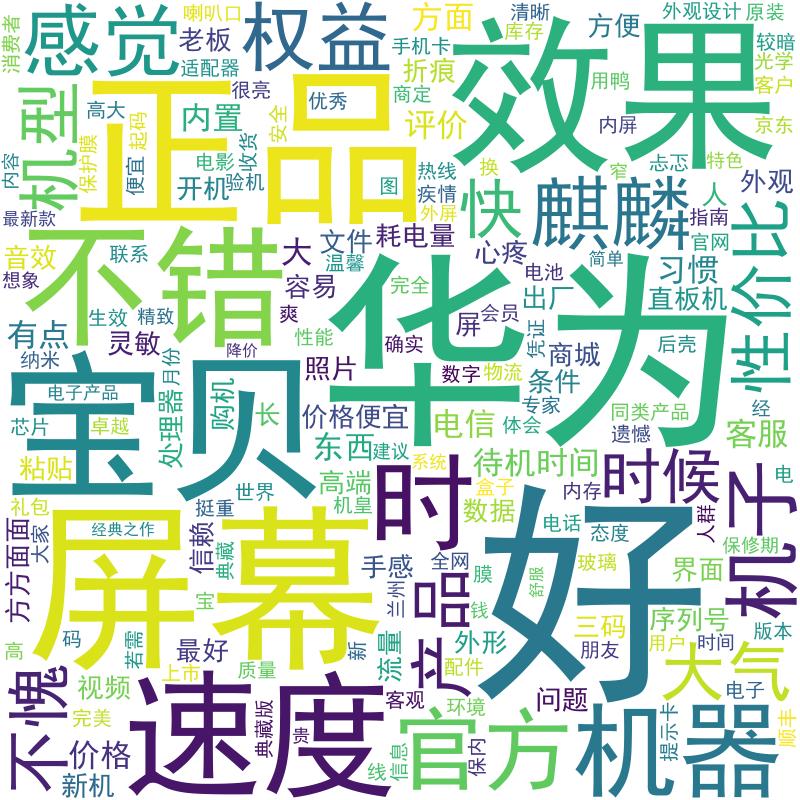 消费者
感觉
喇叭口
老板
适配器
权益
手机卡
方面
折痕
清晰
库存
方便
外观设计
原装
较暗
光学
客户
京东
效果
正品
机型
高大
内置
很亮
优秀
商定
安全
评价
用鸭
内屏
内容
保护膜
便宜
起码
电影
开机
验机
收货
图
热线
疾情
外屏
换
快
麒麟
窄
忐忑
特色
人
指南
官网
外观
最新款
不错
音效
想象
联系
大
文件
温馨
容易
耗电量
心疼
完全
电池
出厂
简单
习惯
直板机
性价比
有点
纳米
生效
精致
灵敏
月份
降价
爽
性能
照片
确实
华为
屏
会员
数字
物流
凭证
商城
条件
后壳
宝贝
电子产品
芯片
卓越
处理器
购机
长
价格便宜
东西
建议
电信
体会
专家
同类产品
遗憾
经
客服
粘贴
礼包
世界
挺重
高端
机皇
时
系统
盒子
数据
待机时间
内存
时候
人群
电
机子
方方面面
大家
经典之作
屏幕
信赖
典藏
宝
手感
全网
兰州
产品
膜
钱
好
电话
态度
玻璃
舒服
界面
保修期
高
码
若需
最好
上市
质量
新
流量
外形
配件
三码
朋友
序列号
用户
时间
版本
不愧
视频
完美
价格
新机
速度
典藏版
贵
客观
线
信息
环境
保内
官方
问题
机器
大气
提示卡
电子
顺丰